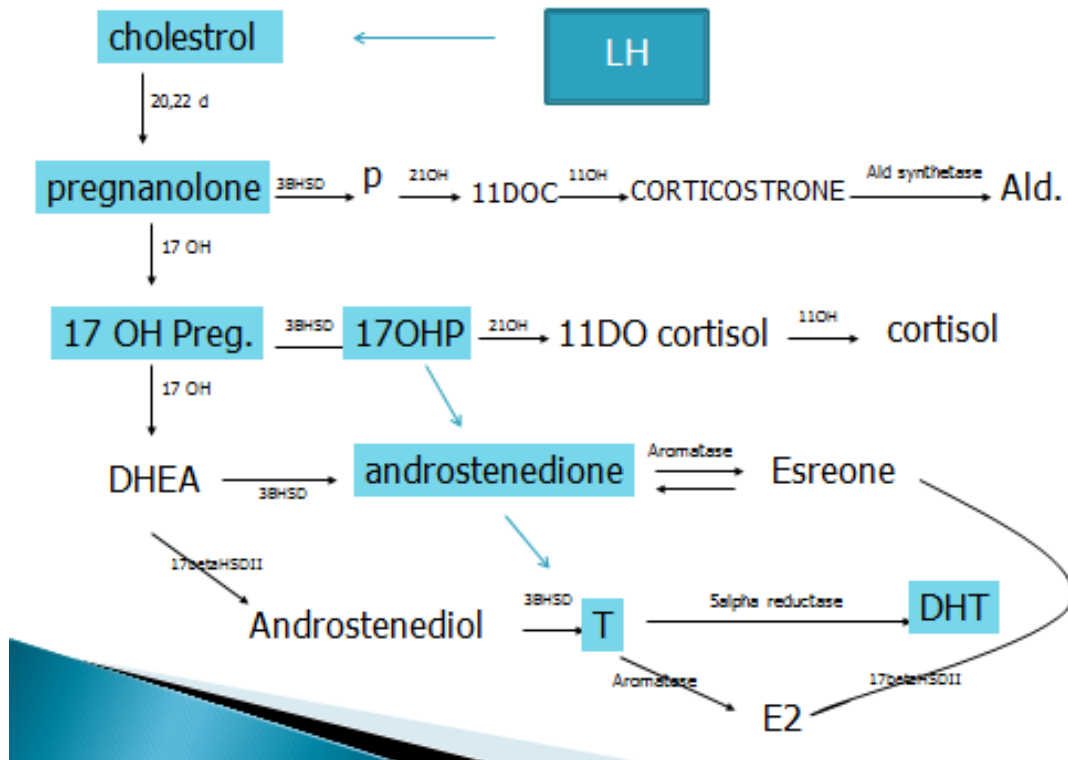 cholestrol
LH
20,22 d
pregnanolone 3BHSD P 21OH 11DOC 11OH CORTICOSTRONE Ald synthetase Ald.
17 OH
17 OH Preg. 3BHSD 17OHP 21OH 11DO cortisol 11OH cortisol
17 OH
DHEA 3BHSD androstenedione Aromatase Esreone
17betaHSDII
Androstenediol 3BHSD T 5alpha reductase DHT
Aromatase 17betaHSDII
E2